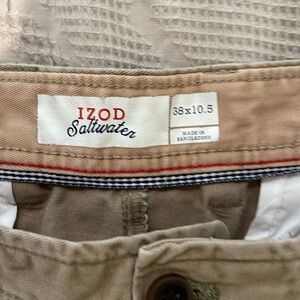 IZOD
Saltwater
38x10.5
MADE IN
BANGLADESH